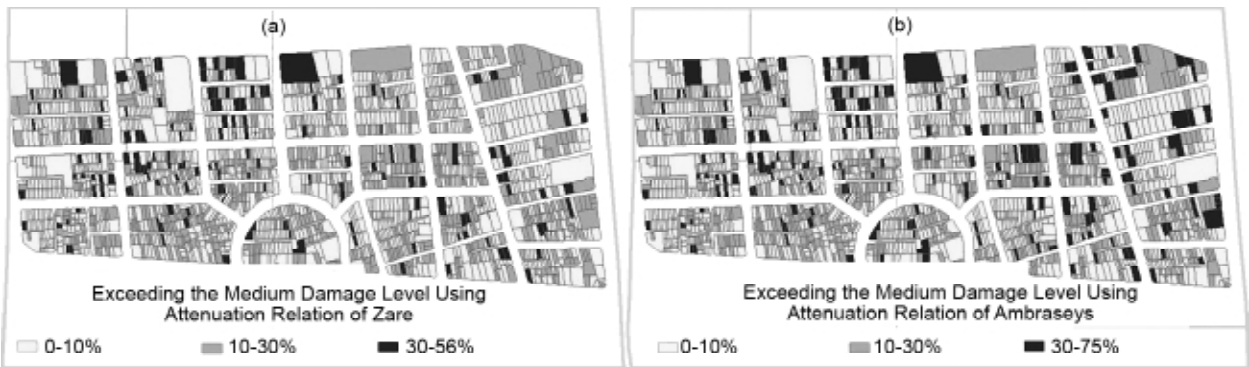 (a)
Exceeding the Medium Damage Level Using
Attenuation Relation of Zare
0-10% 10-30% 30-56%
(b)
Exceeding the Medium Damage Level Using
Attenuation Relation of Ambraseys
0-10% 10-30% 30-75%